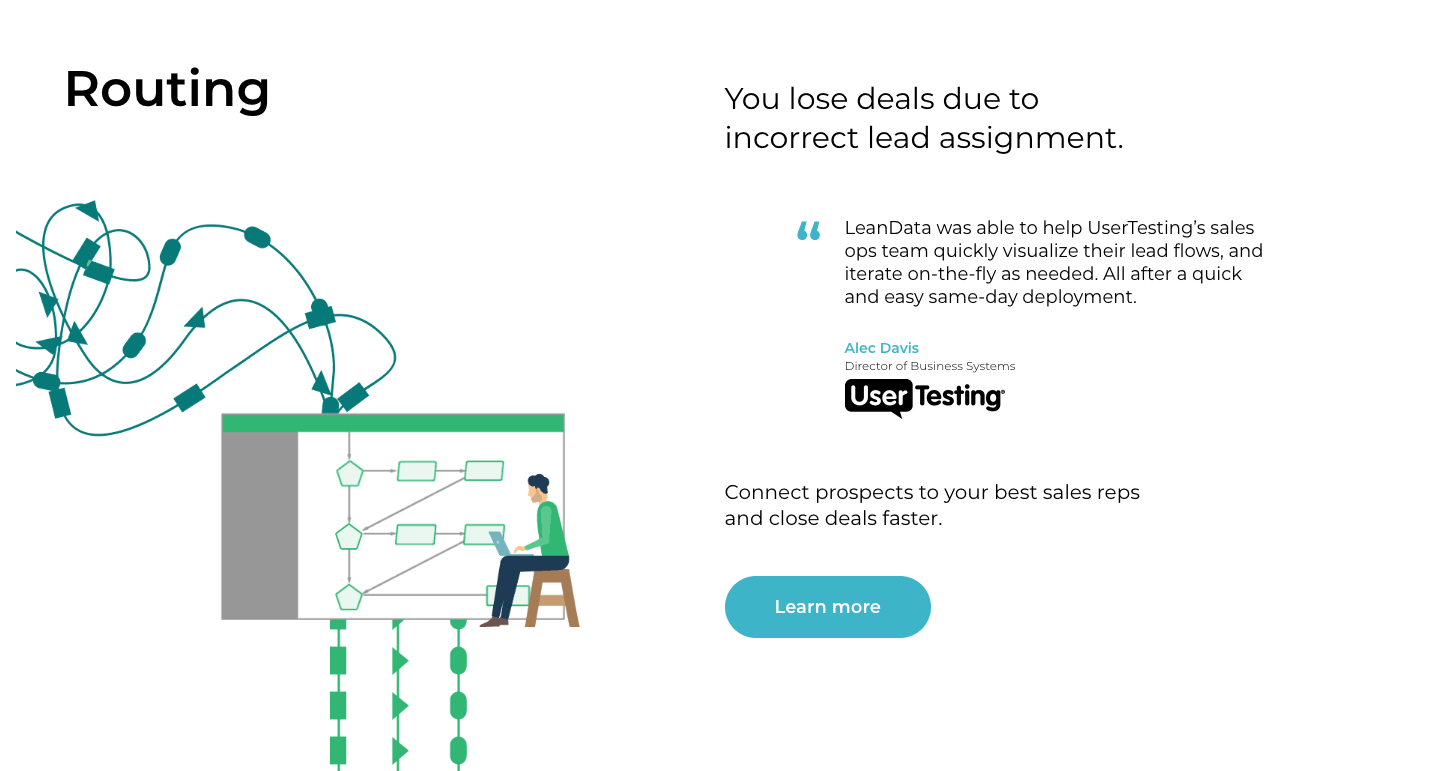 Routing
You lose deals due to
incorrect lead assignment.
“
LeanData was able to help UserTesting’s sales
ops team quickly visualize their lead flows, and
iterate on-the-fly as needed. All after a quick
and easy same-day deployment.
Alec Davis
Director of Business Systems
UserTesting®
Connect prospects to your best sales reps
and close deals faster.
Learn more